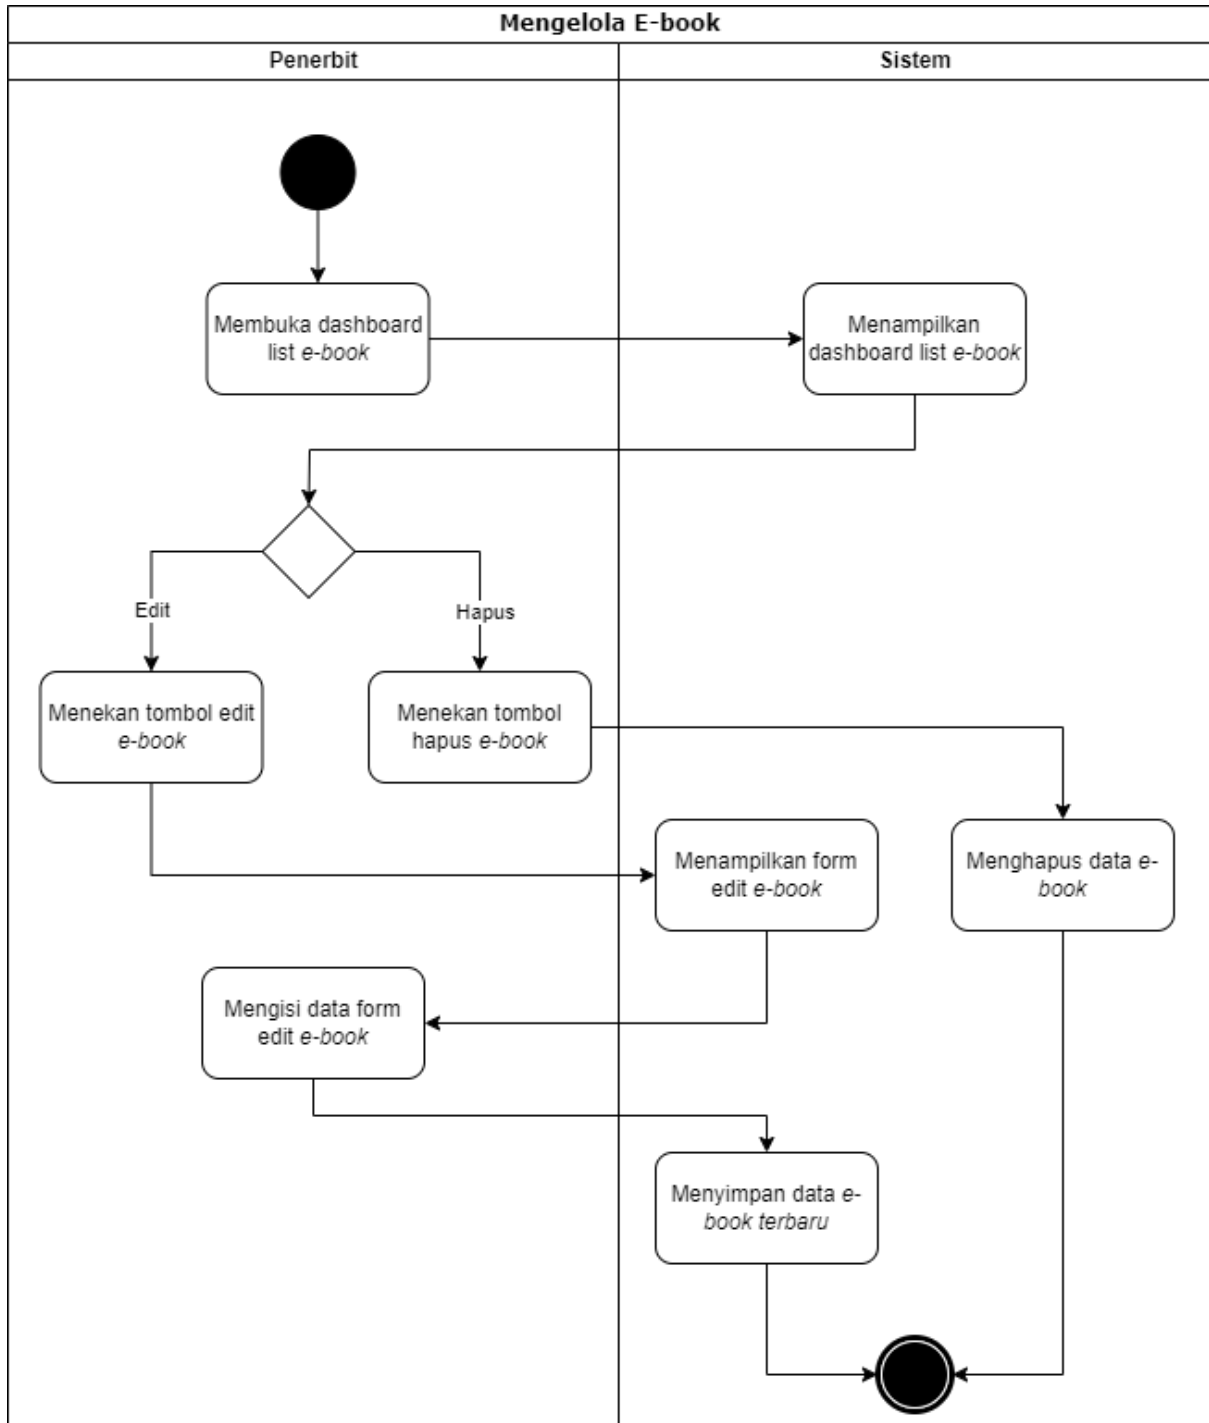 Mengelola E-book
Penerbit
Sistem
Membuka dashboard
list e-book
Menampilkan
dashboard list e-book
Edit
Hapus
Menekan tombol edit
e-book
Menekan tombol
hapus e-book
Menampilkan form
edit e-book
Menghapus data e-
book
Mengisi data form
edit e-book
Menyimpan data e-
book terbaru